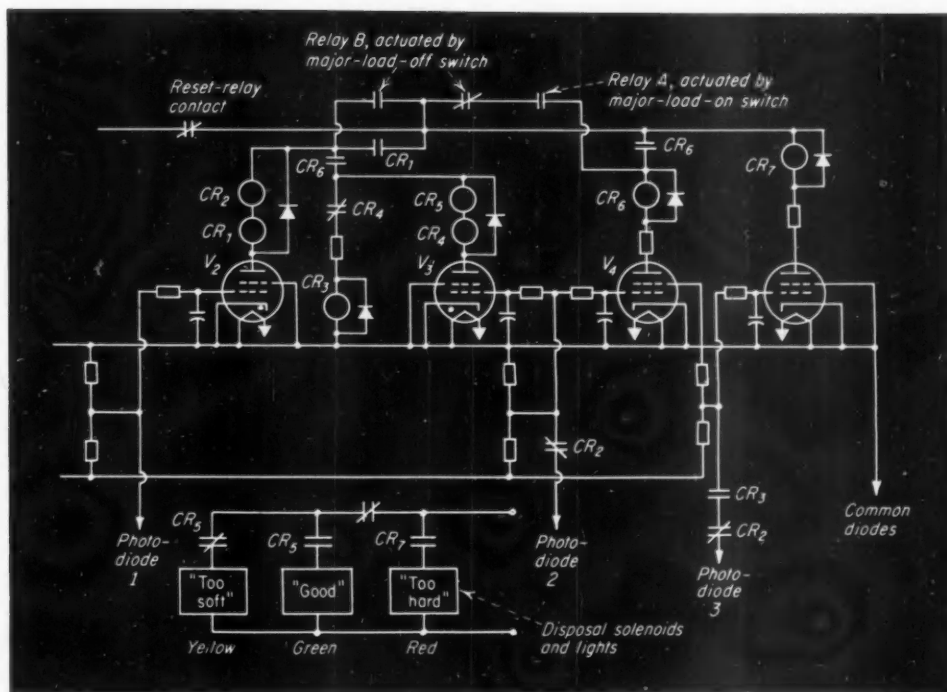 Relay B, actuated by
major-load-off switch
Reset-relay
contact
Relay A, actuated by
major-load-on switch
CR6
CR1
CR6
CR7
CR2
CR1
CR4
CR5
CR4
CR6
V2
CR3
V3
V4
CR2
CR3
CR2
Photo-
diode
1
CR5
CR5
CR7
Photo-
diode
2
Photo-
diode
3
Common
diodes
"Too
soft"
"Good"
"Too
hard"
Yellow
Green
Red
Disposal solenoids
and lights